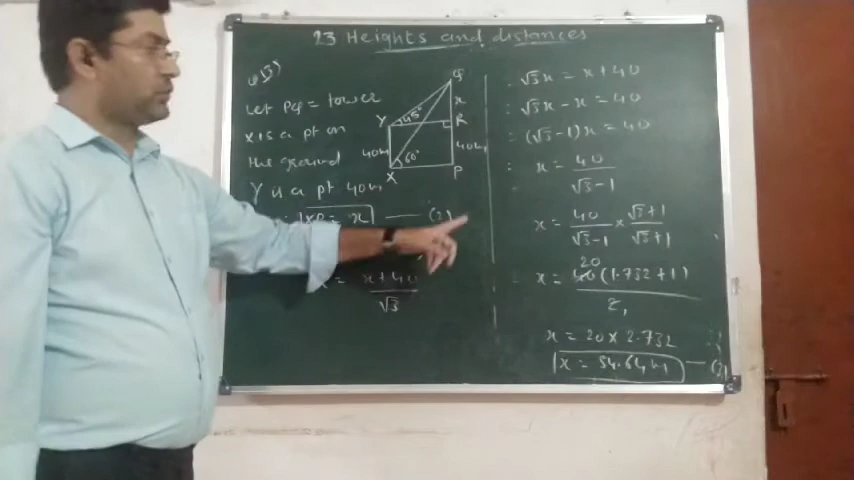 23 Heights and distances
Let PQ = tower
X is a pt on
the ground
Y is a pt 40m
XP = x — (2)
x = x+40/√3
Q
x
Y 45° R
40m 40m
60°
X P
√3x = x+40
√3x - x = 40
(√3-1)x = 40
x = 40/√3-1
x = 40/√3-1 × √3+1/√3+1
20
x = 40(1.732+1)/2
x = 20 × 2.732
x = 54.64m —